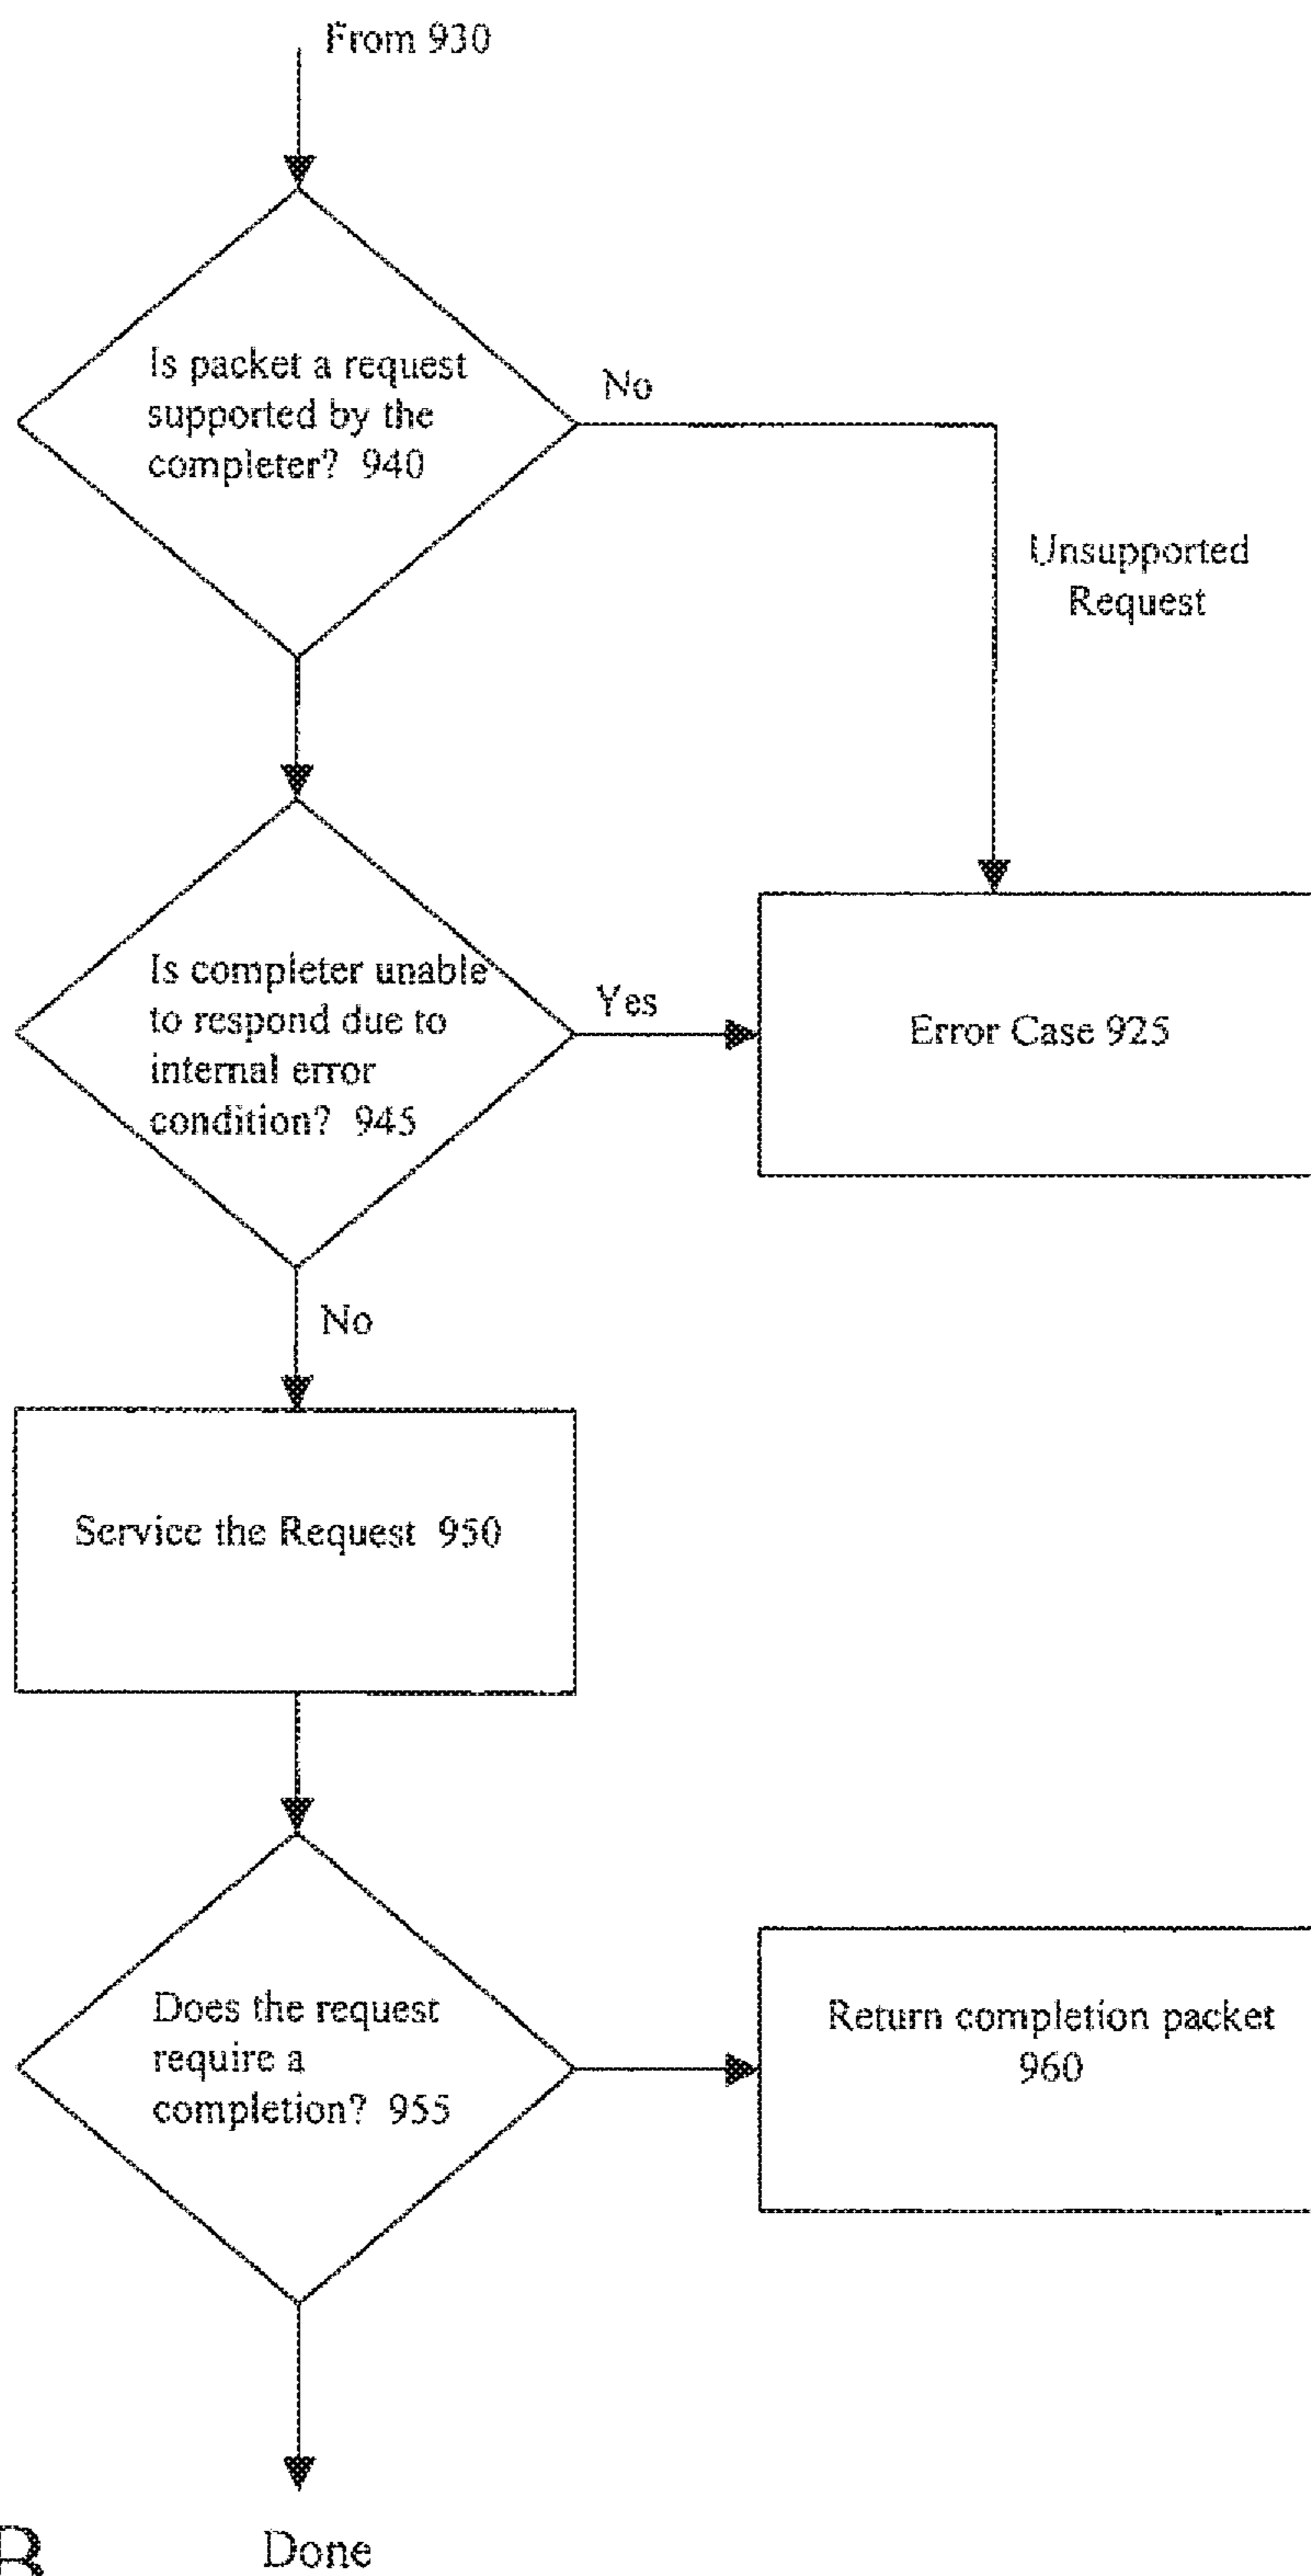 From 930
Is packet a request
supported by the
completer? 940
No
Unsupported
Request
Is completer unable
to respond due to
internal error
condition? 945
Yes
Error Case 925
No
Service the Request 950
Does the request
require a
completion? 955
Return completion packet
960
Done
B